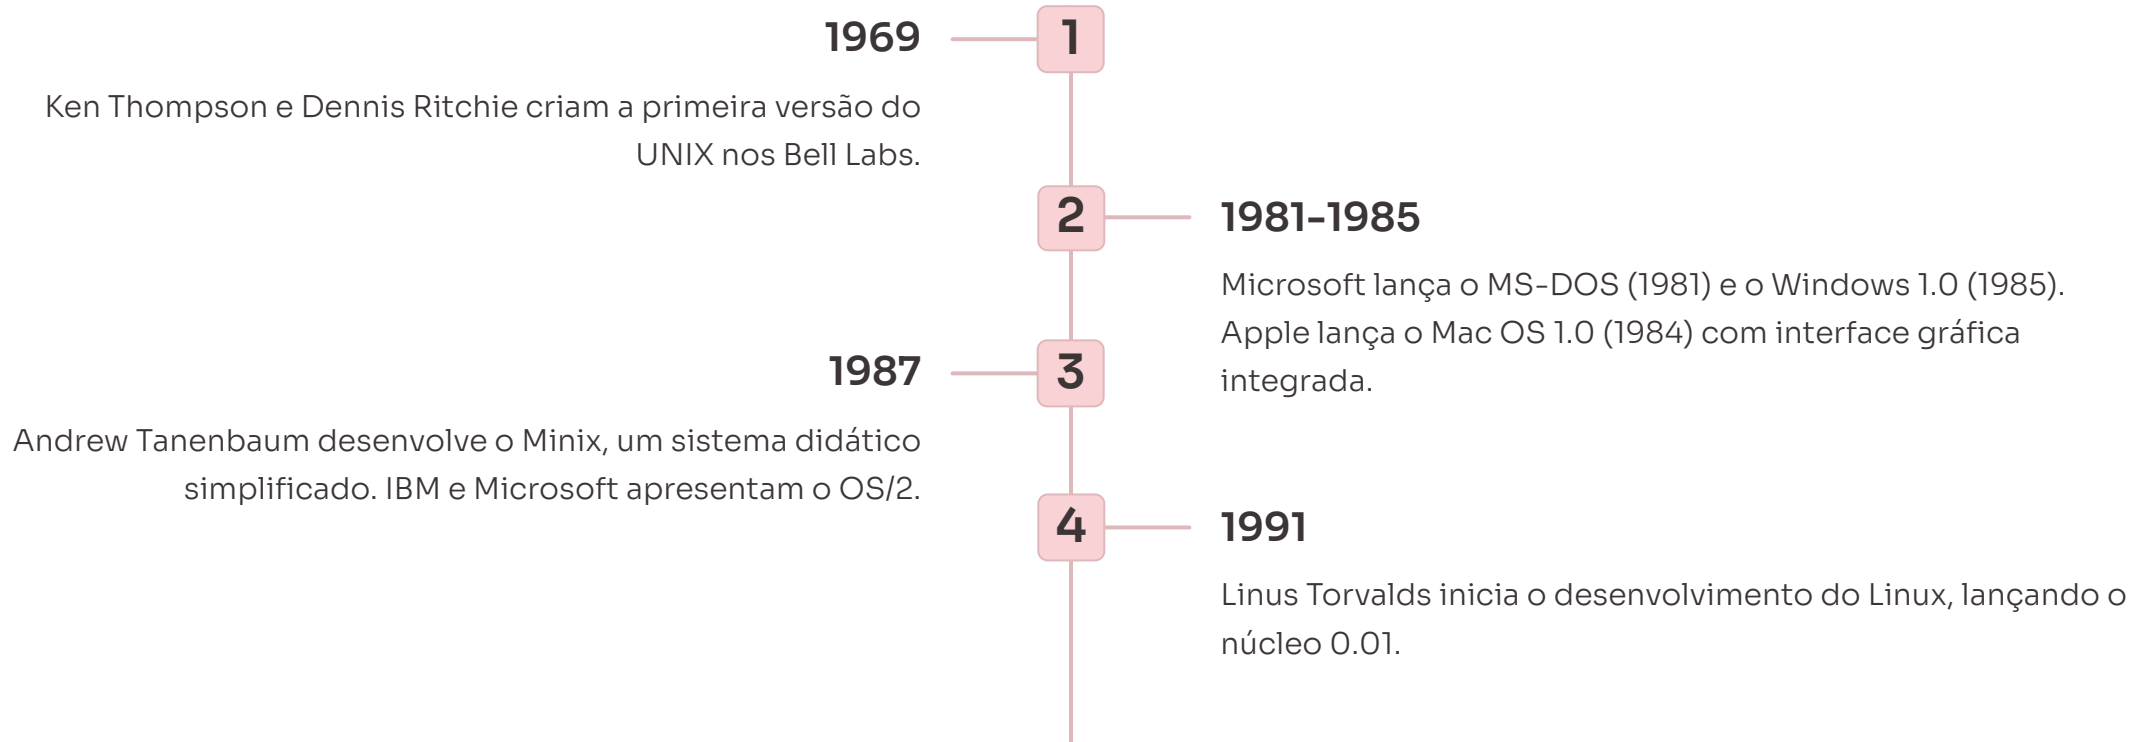 1969
1
Ken Thompson e Dennis Ritchie criam a primeira versão do
UNIX nos Bell Labs.
2
1981-1985
Microsoft lança o MS-DOS (1981) e o Windows 1.0 (1985).
Apple lança o Mac OS 1.0 (1984) com interface gráfica
integrada.
1987
3
Andrew Tanenbaum desenvolve o Minix, um sistema didático
simplificado. IBM e Microsoft apresentam o OS/2.
4
1991
Linus Torvalds inicia o desenvolvimento do Linux, lançando o
núcleo 0.01.